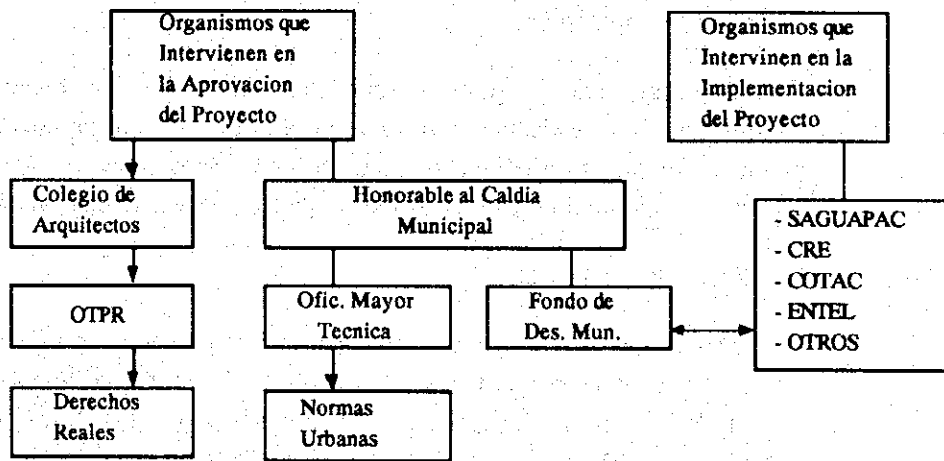 Organismos que
Intervienen en
la Aprovacion
del Proyecto
Organismos que
Intervinen en la
Implementacion
del Proyecto
Colegio de
Arquitectos
Honorable al Caldia
Municipal
- SAGUAPAC
- CRE
- COTAC
- ENTEL
- OTROS
OTPR
Ofic. Mayor
Tecnica
Fondo de
Des. Mun.
Derechos
Reales
Normas
Urbanas